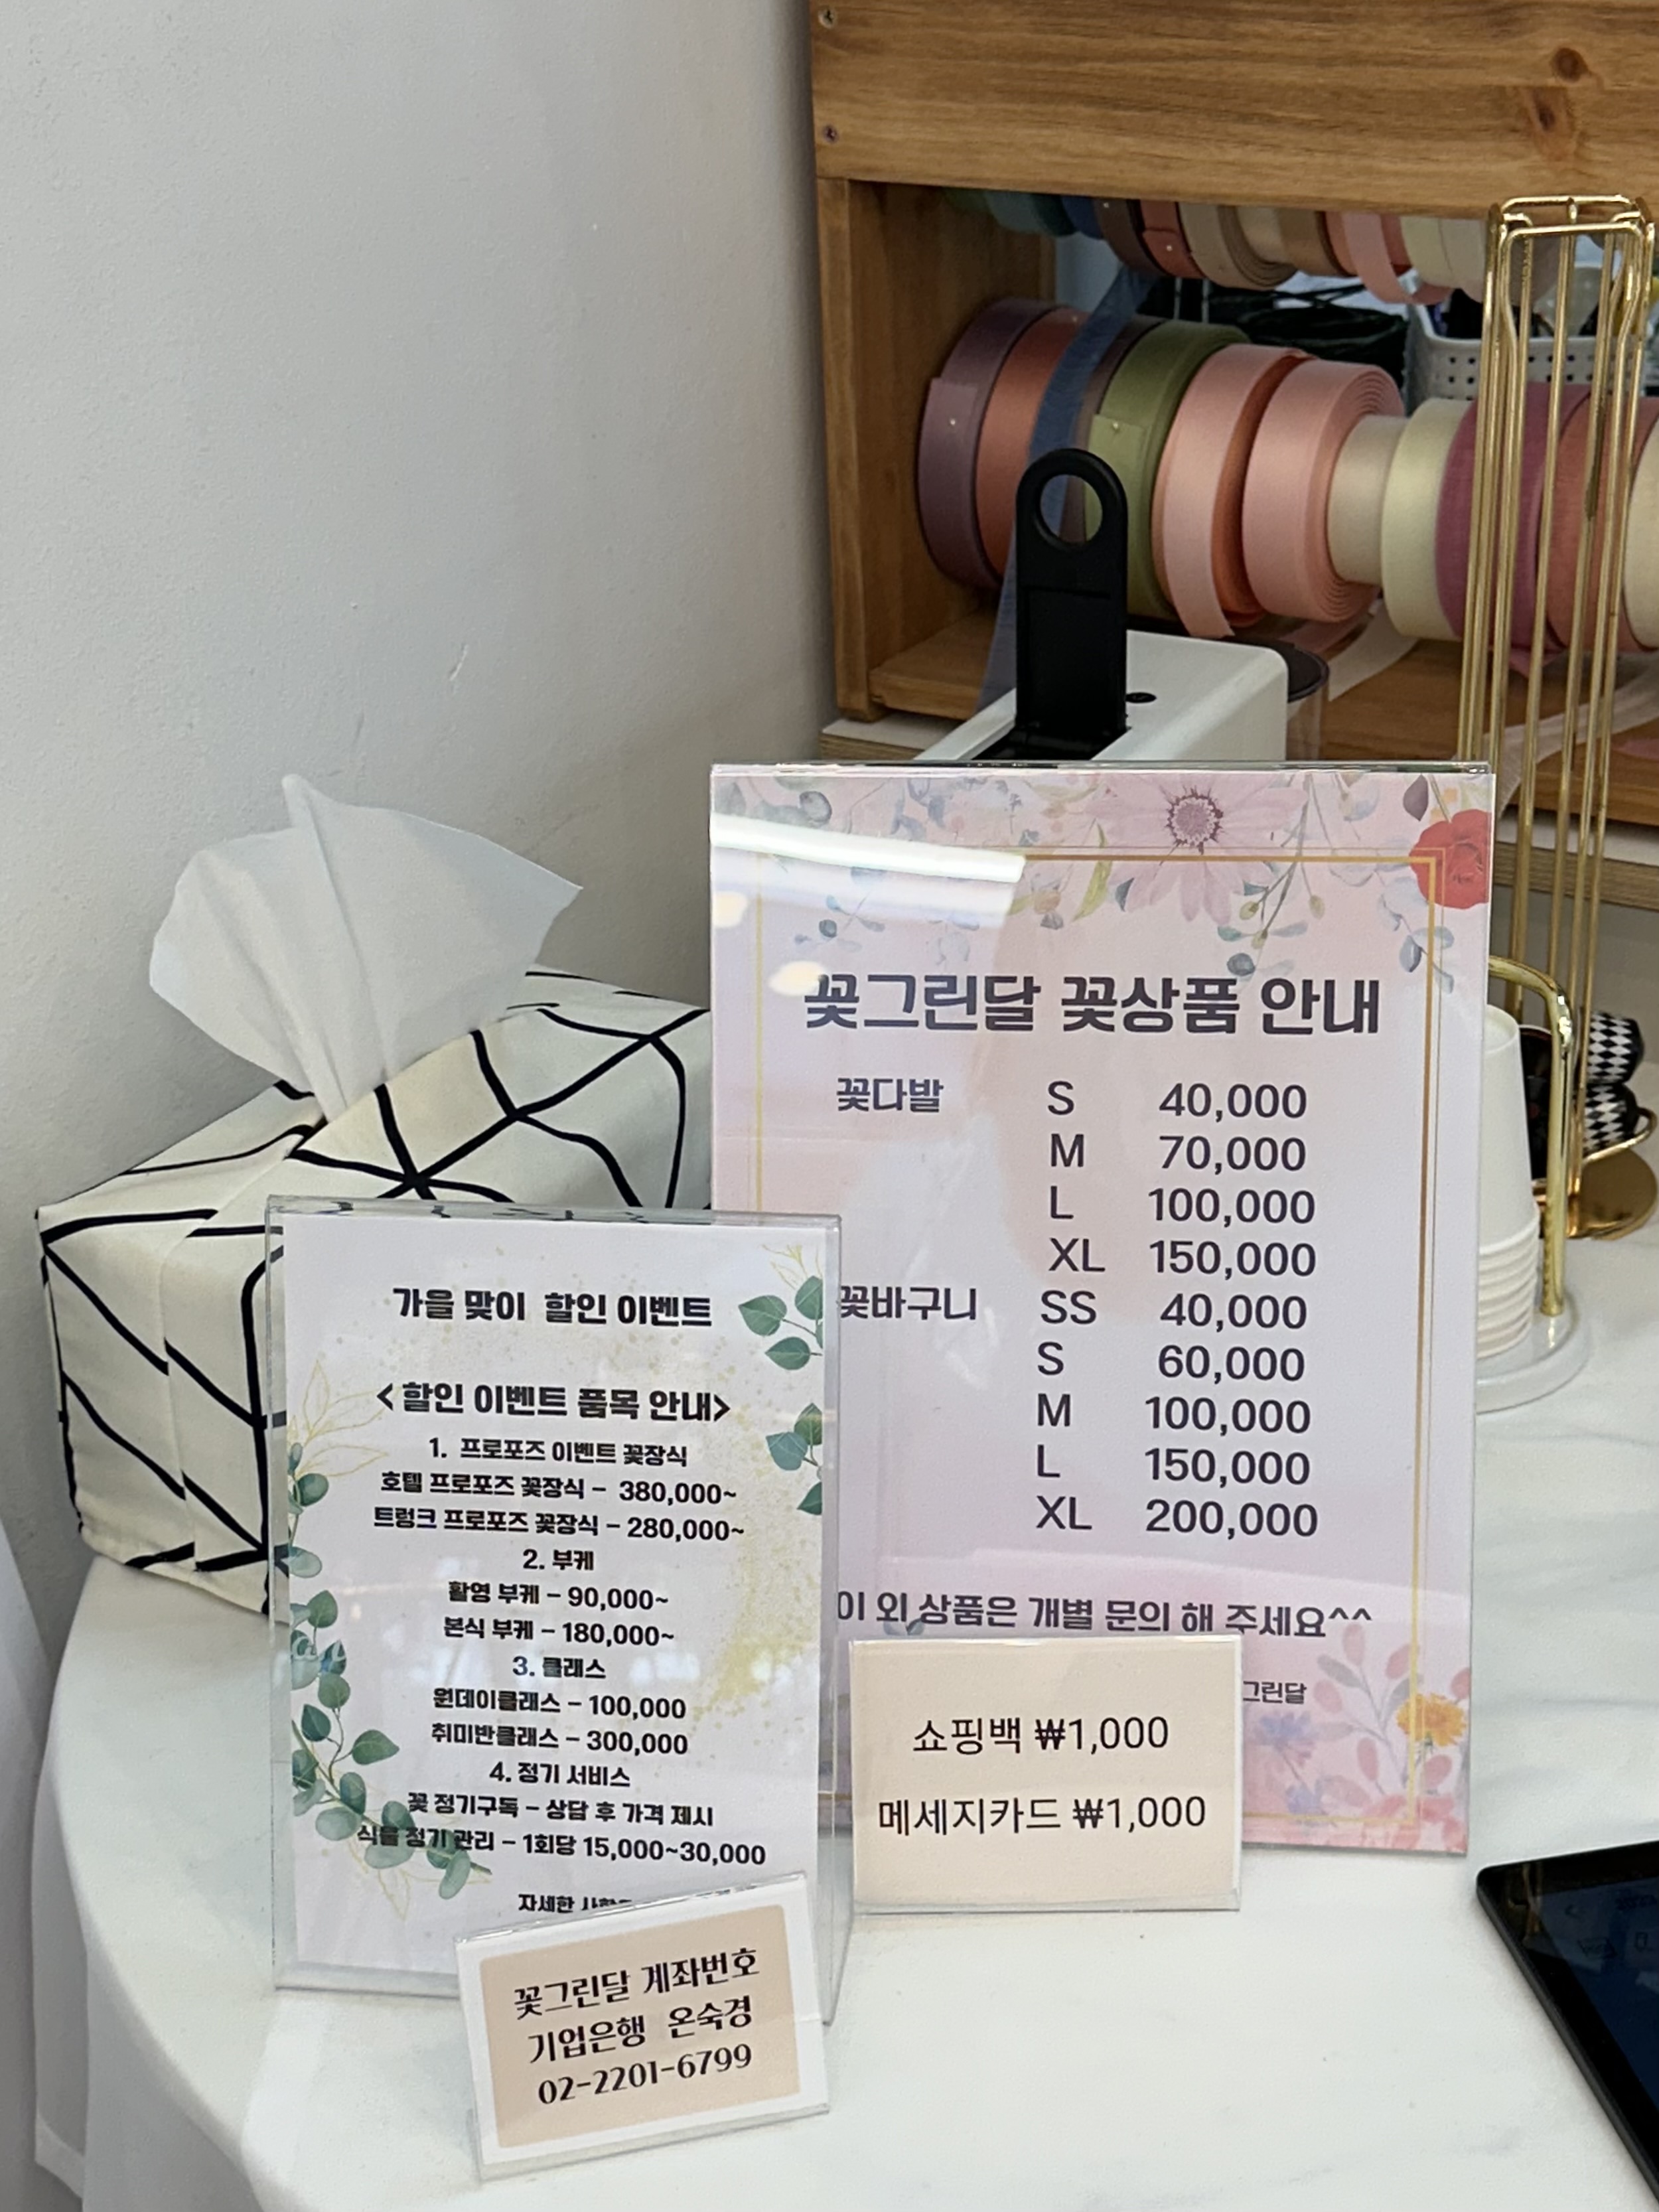 꽃그린달 꽃상품 안내
꽃다발 S 40,000
M 70,000
L 100,000
XL 150,000
꽃바구니 SS 40,000
S 60,000
M 100,000
L 150,000
XL 200,000
이 외 상품은 개별 문의 해 주세요^^
그린달
가을 맞이 할인 이벤트
< 할인 이벤트 품목 안내>
1. 프로포즈 이벤트 꽃장식
호텔 프로포즈 꽃장식 - 380,000~
트렁크 프로포즈 꽃장식 - 280,000~
2. 부케
촬영 부케 - 90,000~
본식 부케 - 180,000~
3. 클래스
원데이클래스 - 100,000
취미반클래스 - 300,000
4. 정기 서비스
꽃 정기구독 - 상담 후 가격 제시
식물 정기 관리 - 1회당 15,000~30,000
자세한
쇼핑백 ₩1,000
메세지카드 ₩1,000
꽃그린달 계좌번호
기업은행 온숙경
02-2201-6799